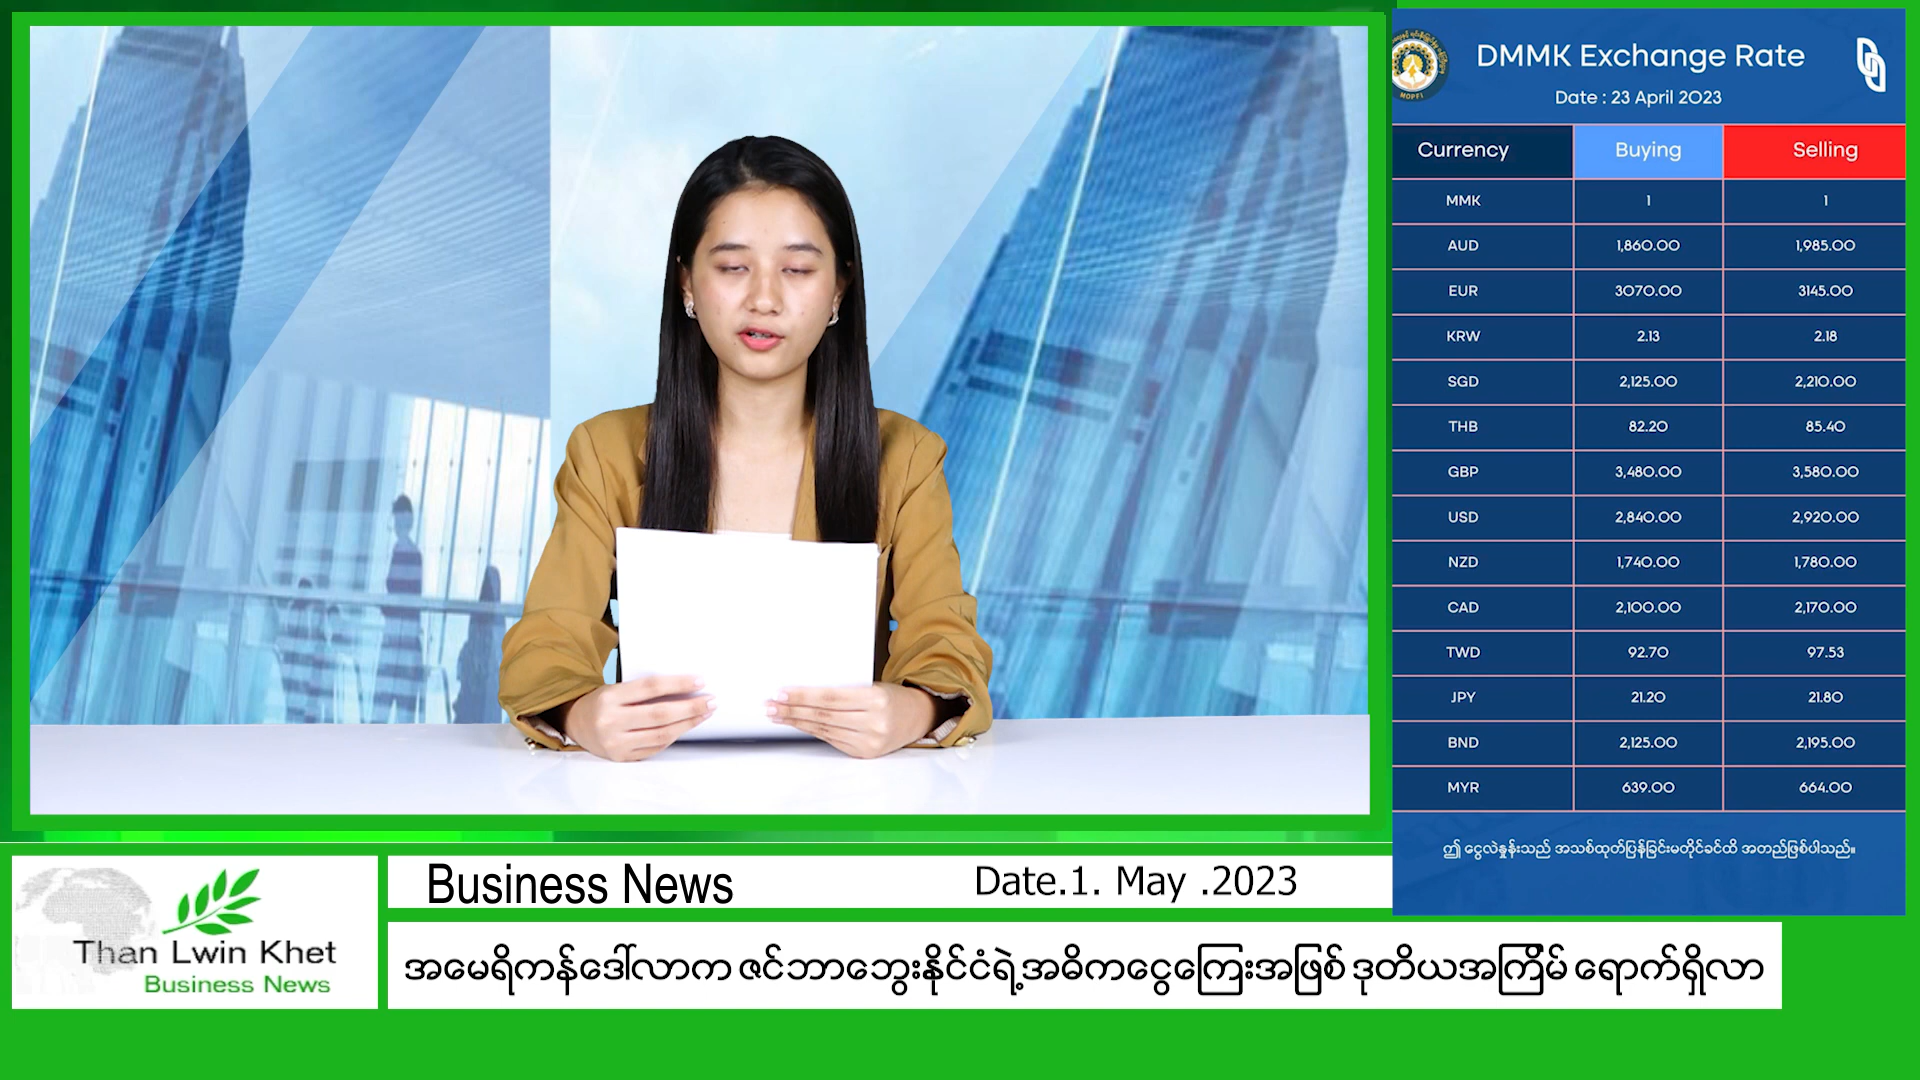 DMMK Exchange Rate
Date : 23 April 2023
MOPFI
Currency Buying Selling
MMK 1 1
AUD 1,860.00 1,985.00
EUR 3070.00 3145.00
KRW 2.13 2.18
SGD 2,125.00 2,210.00
THB 82.20 85.40
GBP 3,480.00 3,580.00
USD 2,840.00 2,920.00
NZD 1,740.00 1,780.00
CAD 2,100.00 2,170.00
TWD 92.70 97.53
JPY 21.20 21.80
BND 2,125.00 2,195.00
MYR 639.00 664.00
ဤ ငွေလဲနှုန်းသည် အသစ်ထုတ်ပြန်ခြင်းမတိုင်ခင်ထိ အတည်ဖြစ်ပါသည်။
Business News Date.1. May .2023
Than Lwin Khet
Business News
အမေရိကန်ဒေါ်လာက ဇင်ဘာဘွေးနိုင်ငံရဲ့အဓိကငွေကြေးအဖြစ် ဒုတိယအကြိမ် ရောက်ရှိလာ